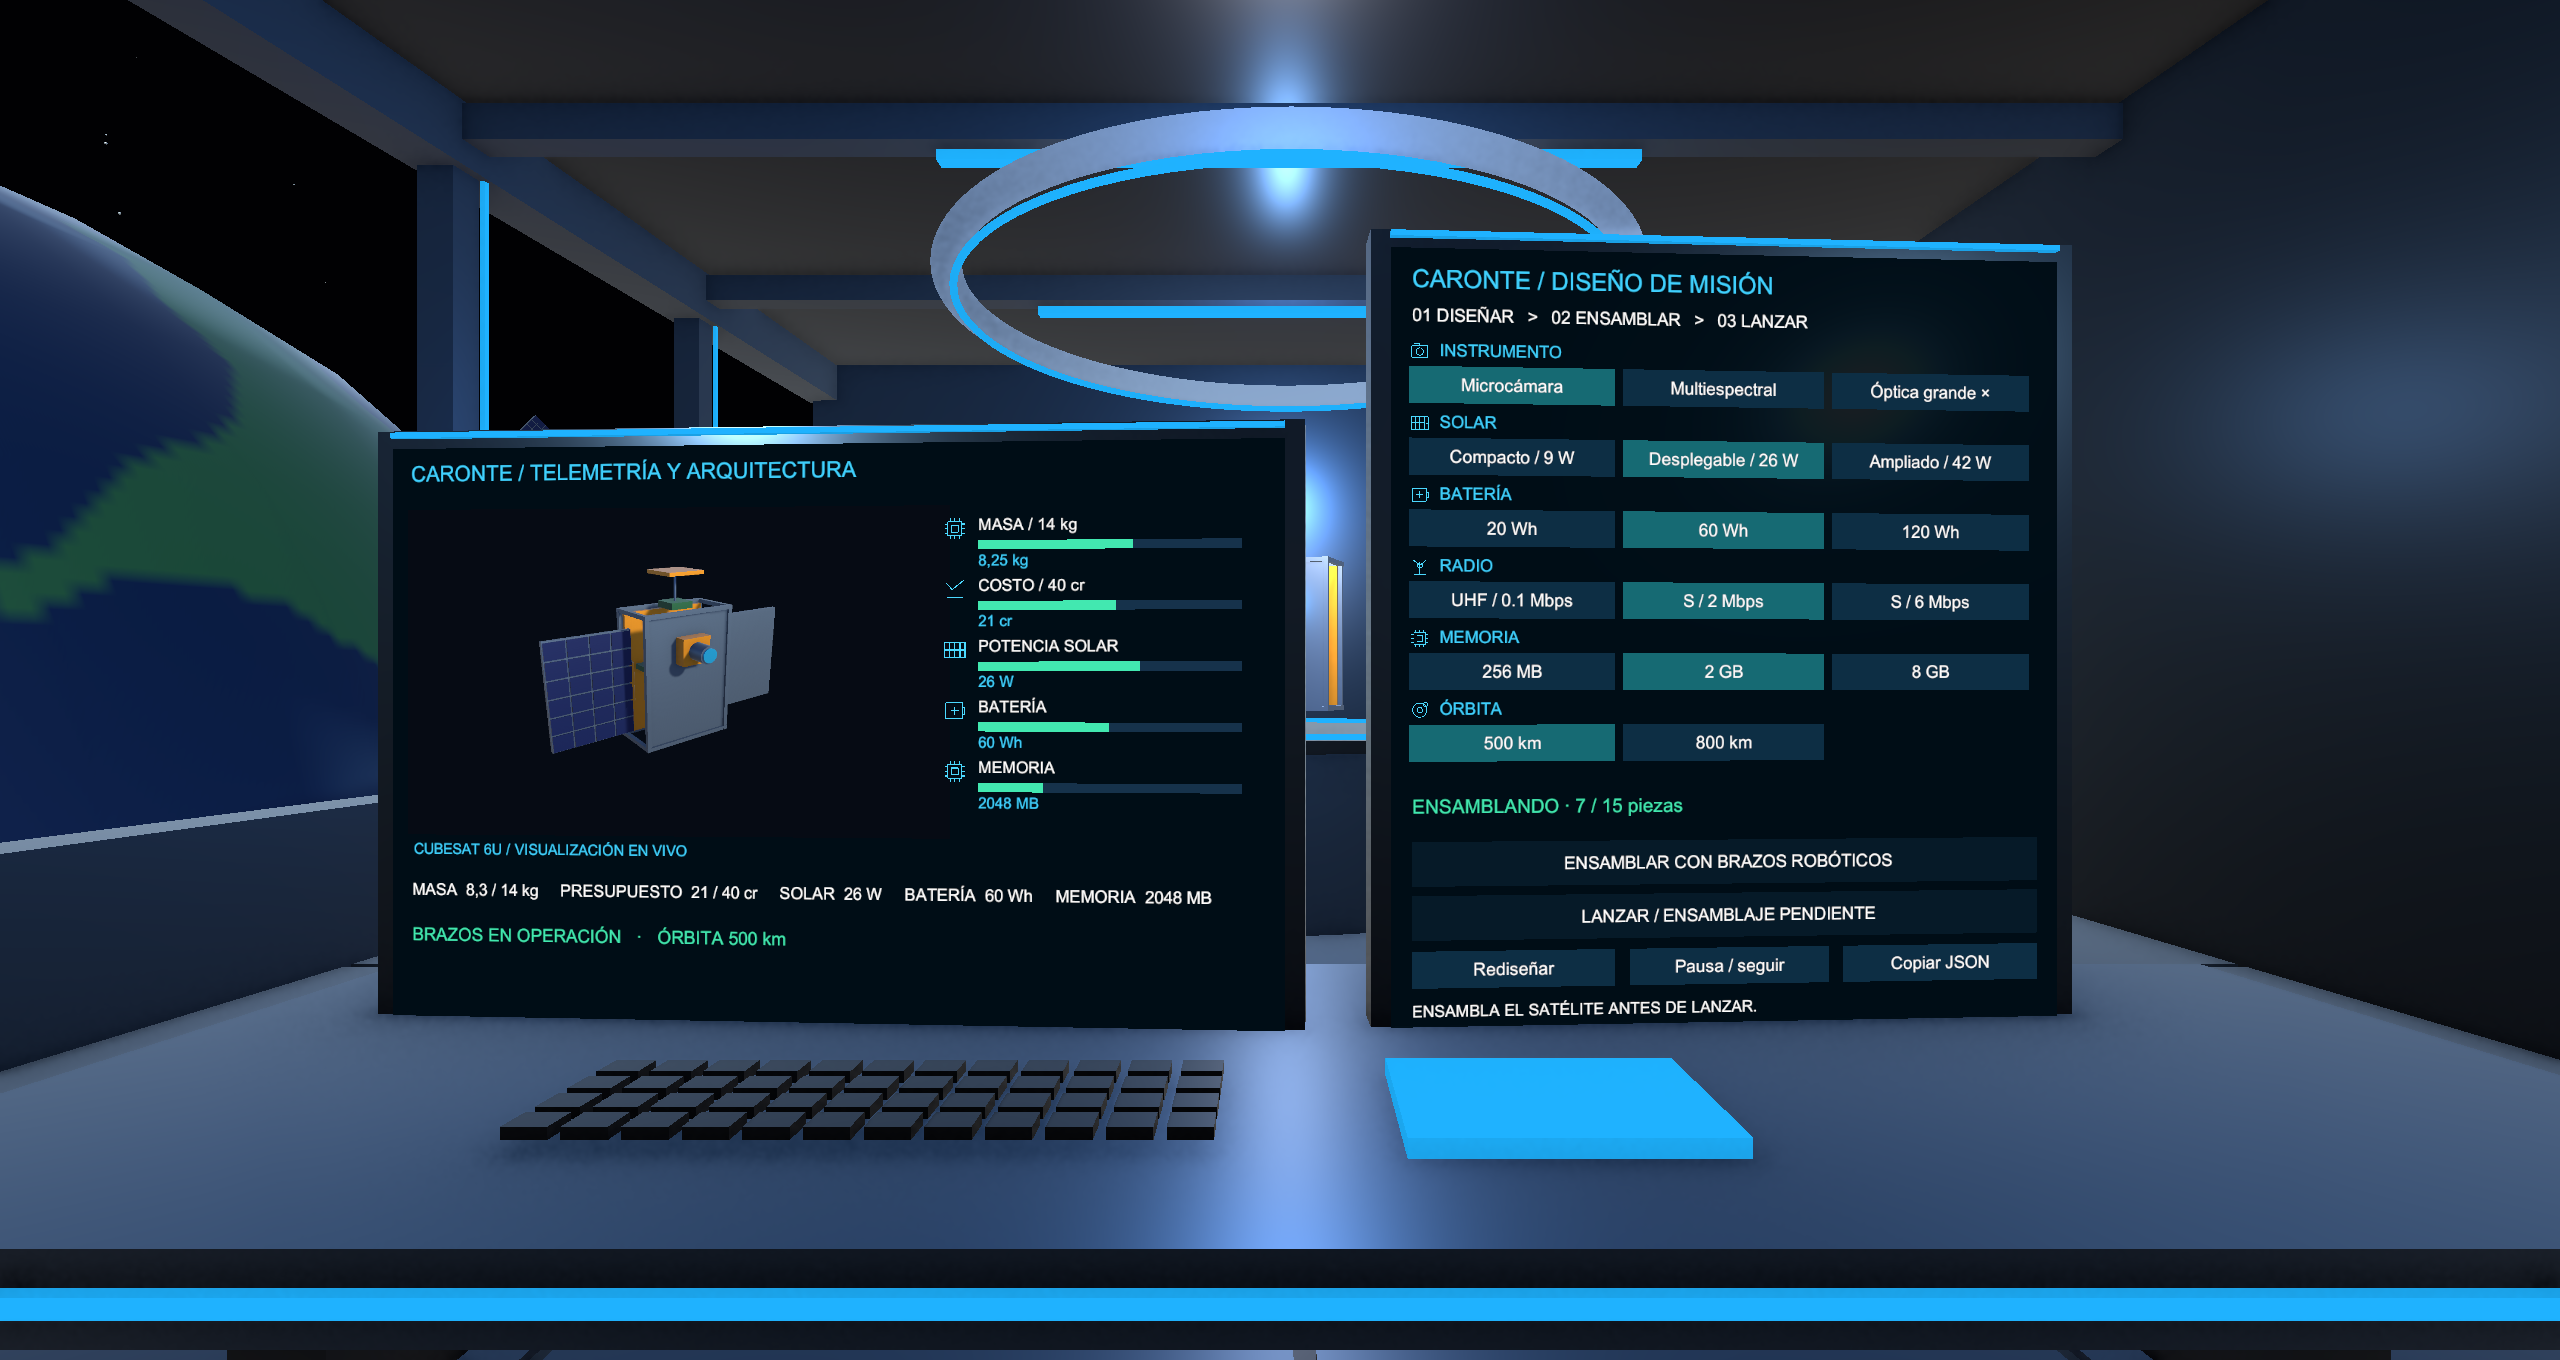 CARONTE / TELEMETRÍA Y ARQUITECTURA
MASA / 14 kg
8,25 kg
COSTO / 40 cr
21 cr
POTENCIA SOLAR
26 W
BATERÍA
60 Wh
MEMORIA
2048 MB
CUBESAT 6U / VISUALIZACIÓN EN VIVO
MASA 8,3 / 14 kg PRESUPUESTO 21 / 40 cr SOLAR 26 W BATERÍA 60 Wh MEMORIA 2048 MB
BRAZOS EN OPERACIÓN · ÓRBITA 500 km
CARONTE / DISEÑO DE MISIÓN
01 DISEÑAR > 02 ENSAMBLAR > 03 LANZAR
INSTRUMENTO
Microcámara Multiespectral Óptica grande ×
SOLAR
Compacto / 9 W Desplegable / 26 W Ampliado / 42 W
BATERÍA
20 Wh 60 Wh 120 Wh
RADIO
UHF / 0.1 Mbps S / 2 Mbps S / 6 Mbps
MEMORIA
256 MB 2 GB 8 GB
ÓRBITA
500 km 800 km
ENSAMBLANDO · 7 / 15 piezas
ENSAMBLAR CON BRAZOS ROBÓTICOS
LANZAR / ENSAMBLAJE PENDIENTE
Rediseñar Pausa / seguir Copiar JSON
ENSAMBLA EL SATÉLITE ANTES DE LANZAR.